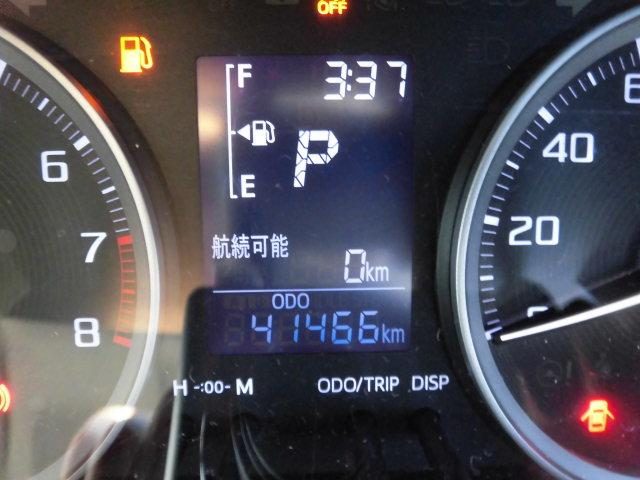 OFF
F
3:37
P
E
航続可能
0km
ODO
41466km
H -:00- M
ODO/TRIP DISP
6
7
8
40
20